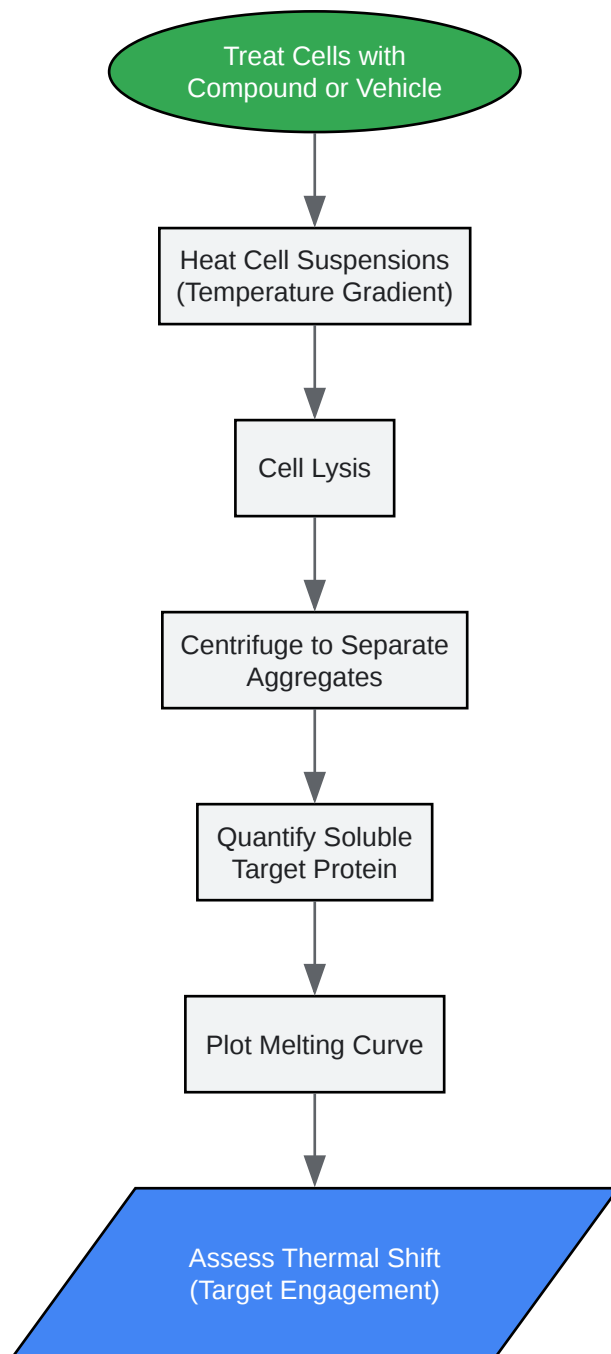 Treat Cells with
Compound or Vehicle
Heat Cell Suspensions
(Temperature Gradient)
Cell Lysis
Centrifuge to Separate
Aggregates
Quantify Soluble
Target Protein
Plot Melting Curve
Assess Thermal Shift
(Target Engagement)